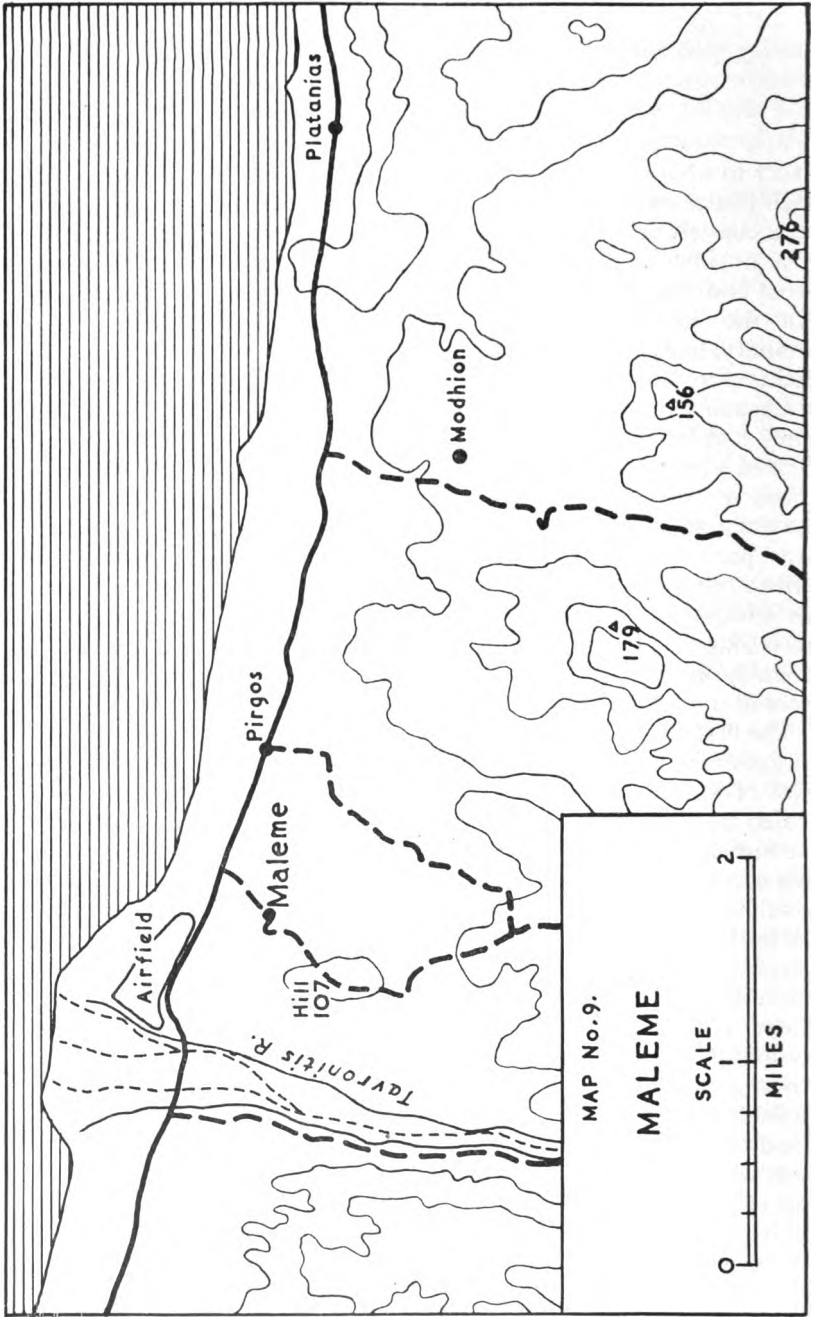 Airfield
Maleme
Pirgos
Platanias
Modhion
Hill
107
Tavronitis R.
179
156
276
MAP No. 9.
MALEME
SCALE
0 1 2
MILES